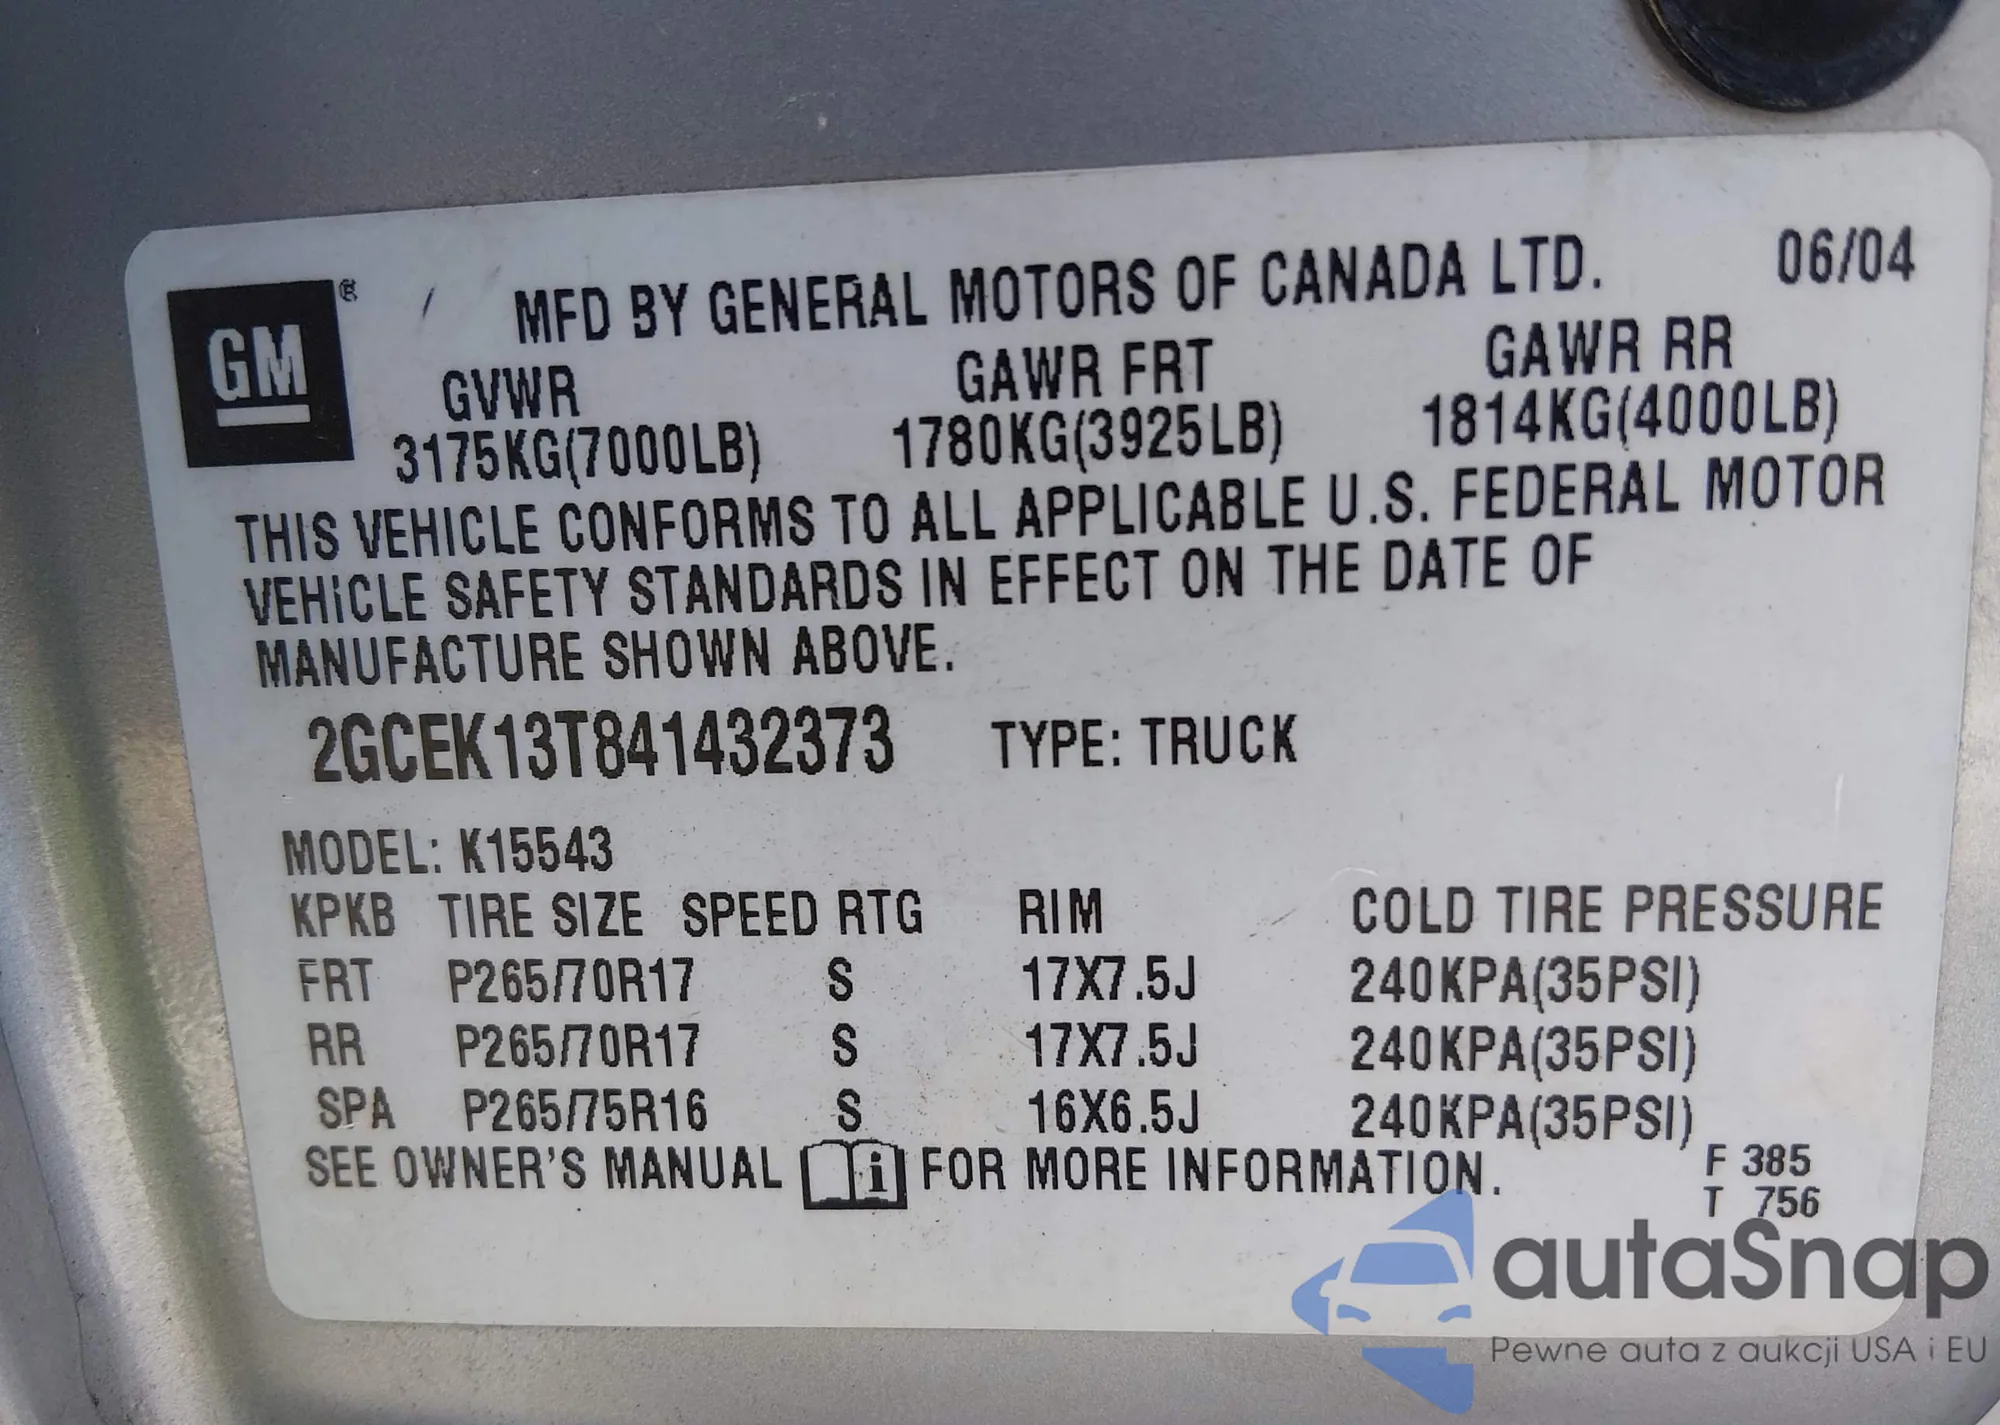 GM ®
MFD BY GENERAL MOTORS OF CANADA LTD. 06/04
GVWR GAWR FRT GAWR RR
3175KG(7000LB) 1780KG(3925LB) 1814KG(4000LB)
THIS VEHICLE CONFORMS TO ALL APPLICABLE U.S. FEDERAL MOTOR
VEHICLE SAFETY STANDARDS IN EFFECT ON THE DATE OF
MANUFACTURE SHOWN ABOVE.
2GCEK13T841432373 TYPE: TRUCK
MODEL: K15543
KPKB TIRE SIZE SPEED RTG RIM COLD TIRE PRESSURE
FRT P265/70R17 S 17X7.5J 240KPA(35PSI)
RR P265/70R17 S 17X7.5J 240KPA(35PSI)
SPA P265/75R16 S 16X6.5J 240KPA(35PSI)
SEE OWNER'S MANUAL i FOR MORE INFORMATION.
F 385
T 756
autaSnap
Pewne auta z aukcji USA i EU